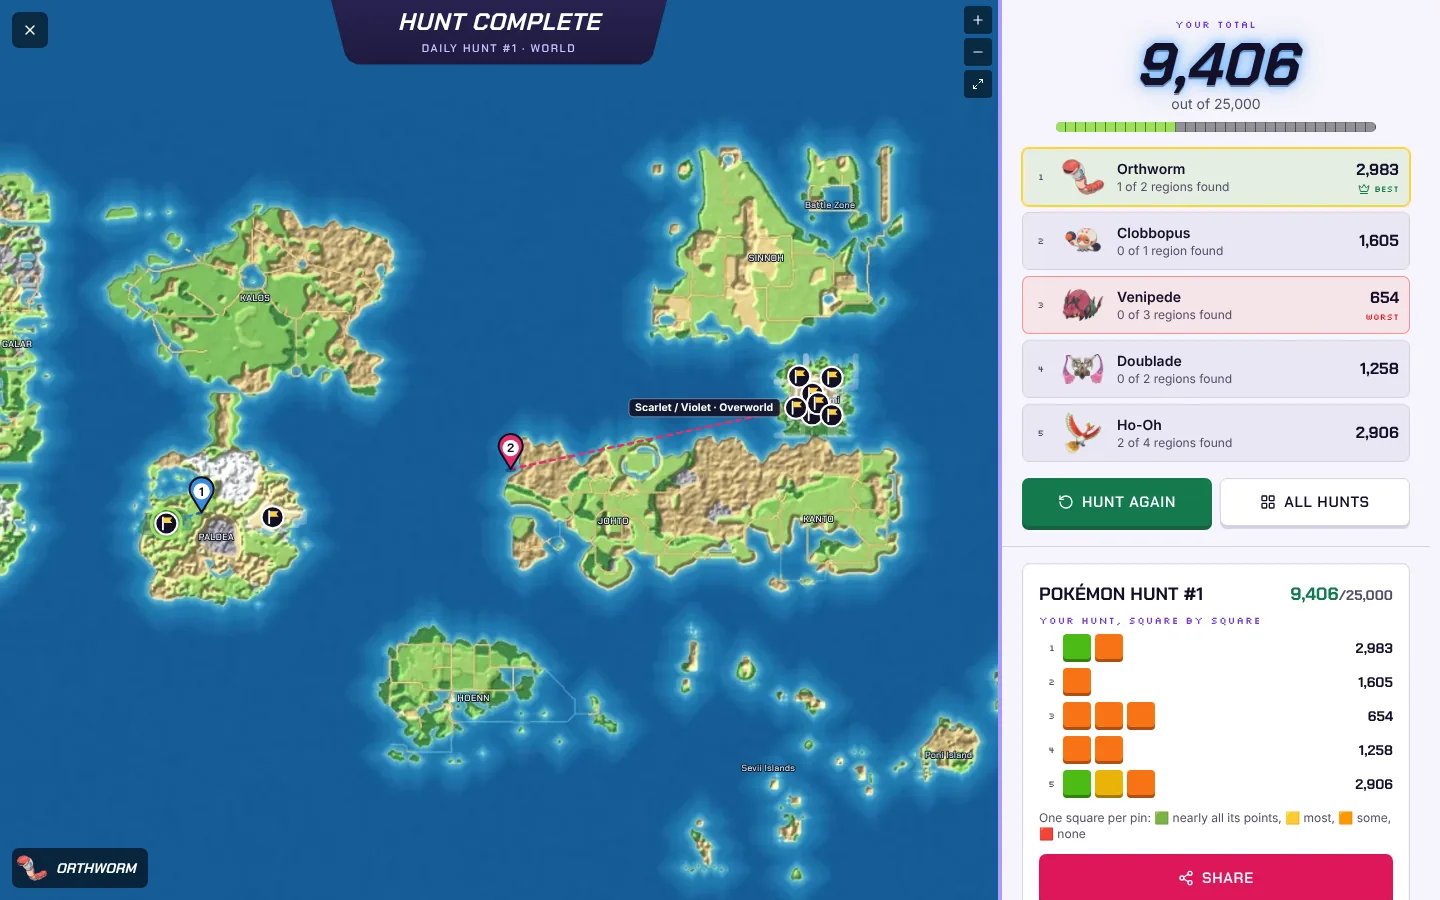 HUNT COMPLETE
DAILY HUNT #1 · WORLD
GALAR
KALOS
PALDEA
1
2
Scarlet / Violet · Overworld
SINNOH
Battle Zone
JOHTO
KANTO
HOENN
Sevii Islands
Poni Island
ORTHWORM
YOUR TOTAL
9,406
out of 25,000
1
Orthworm
1 of 2 regions found
2,983
BEST
2
Clobbopus
0 of 1 region found
1,605
3
Venipede
0 of 3 regions found
654
WORST
4
Doublade
0 of 2 regions found
1,258
5
Ho-Oh
2 of 4 regions found
2,906
HUNT AGAIN
ALL HUNTS
POKÉMON HUNT #1
9,406/25,000
YOUR HUNT, SQUARE BY SQUARE
1 2,983
2 1,605
3 654
4 1,258
5 2,906
One square per pin: 🟩 nearly all its points, 🟨 most, 🟧 some,
🟥 none
SHARE